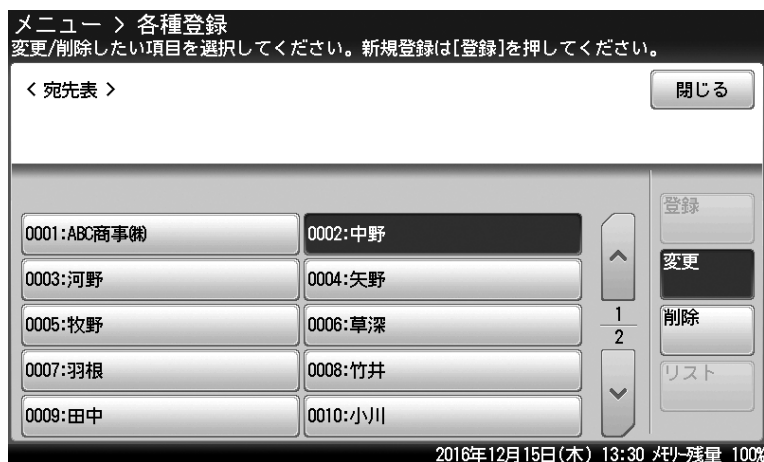 メニュー > 各種登録
変更/削除したい項目を選択してください。新規登録は[登録]を押してください。
< 宛先表 >
閉じる
登録
0001:ABC商事㈱
0002:中野
変更
0003:河野
0004:矢野
0005:牧野
0006:草深
1
2
削除
0007:羽根
0008:竹井
リスト
0009:田中
0010:小川
2016年12月15日(木) 13:30 ﾒﾓﾘｰ残量 100%